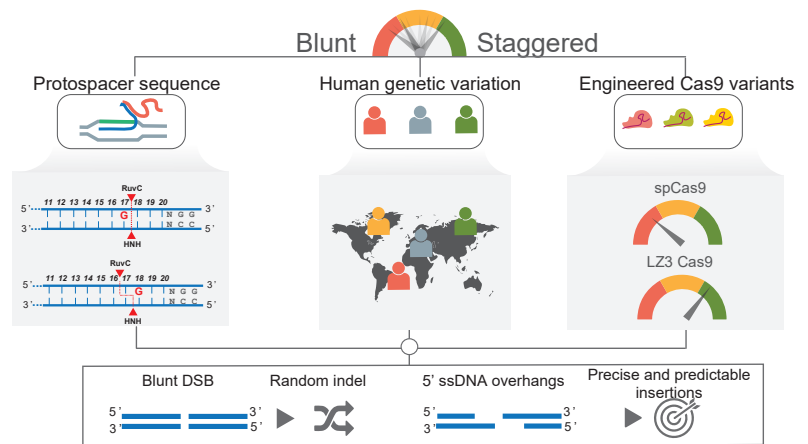 Blunt Staggered
Protospacer sequence
Human genetic variation
Engineered Cas9 variants
RuvC
11 12 13 14 15 16 17 18 19 20
5' G N G G 3'
3' N C C 5'
HNH
RuvC
11 12 13 14 15 16 17 18 19 20
5' G N G G 3'
3' N C C 5'
HNH
spCas9
LZ3 Cas9
Blunt DSB
Random indel
5' ssDNA overhangs
Precise and predictable
insertions
5' 3'
3' 5'
5' 3'
3' 5'